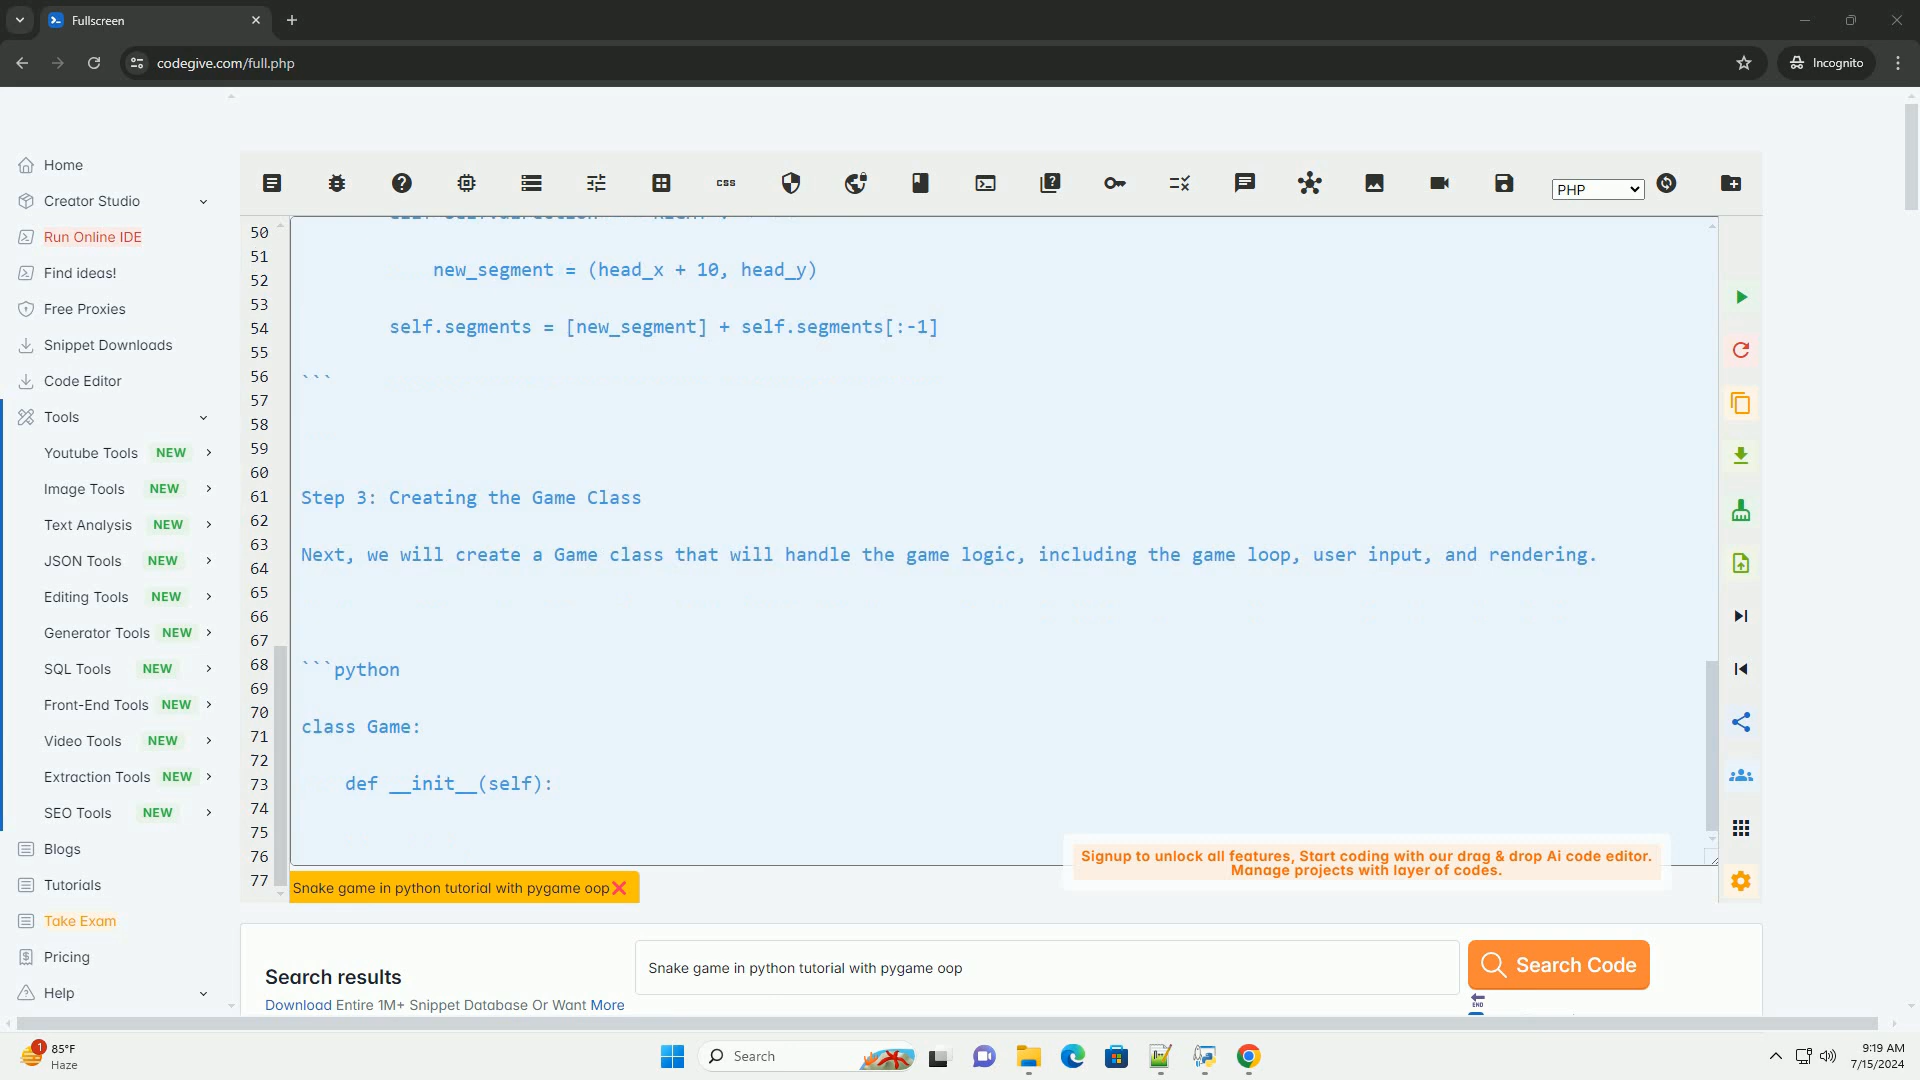 Fullscreen
codegive.com/full.php
Incognito
Home
Creator Studio
Run Online IDE
Find ideas!
Free Proxies
Snippet Downloads
Code Editor
Tools
Youtube Tools NEW
Image Tools NEW
Text Analysis NEW
JSON Tools NEW
Editing Tools NEW
Generator Tools NEW
SQL Tools NEW
Front-End Tools NEW
Video Tools NEW
Extraction Tools NEW
SEO Tools NEW
Blogs
Tutorials
Take Exam
Pricing
Help
css
PHP
50
51
52
53
54
55
56
57
58
59
60
61
62
63
64
65
66
67
68
69
70
71
72
73
74
75
76
77
new_segment = (head_x + 10, head_y)
self.segments = [new_segment] + self.segments[:-1]
```
Step 3: Creating the Game Class
Next, we will create a Game class that will handle the game logic, including the game loop, user input, and rendering.
```python
class Game:
def __init__(self):
Signup to unlock all features, Start coding with our drag & drop Ai code editor.
Manage projects with layer of codes.
Snake game in python tutorial with pygame oop❌
Search results
Download Entire 1M+ Snippet Database Or Want More
Snake game in python tutorial with pygame oop
Search Code
END
1
85°F
Haze
Search
9:19 AM
7/15/2024